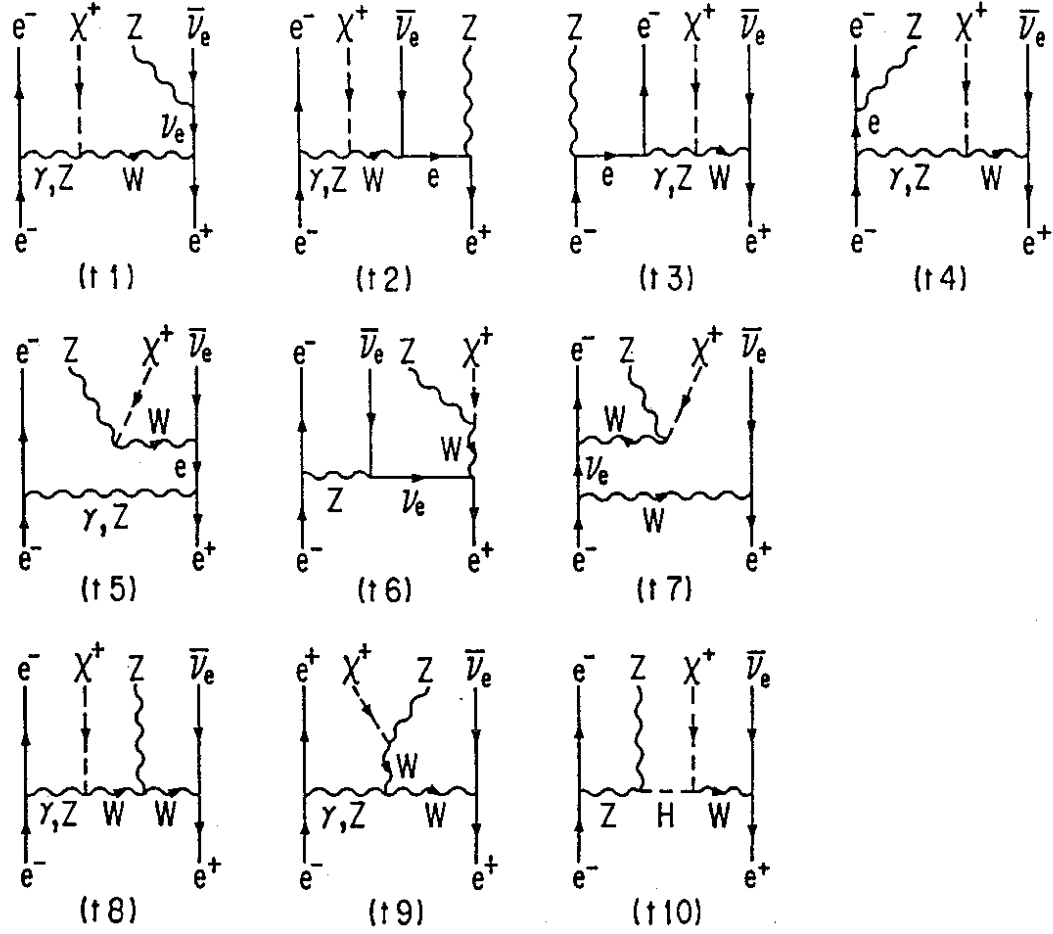 e⁻ χ⁺ Z ν̄ₑ
νₑ
γ,Z W
e⁻ e⁺
(t1)
e⁻ χ⁺ ν̄ₑ Z
γ,Z W e
e⁻ e⁺
(t2)
Z e⁻ χ⁺ ν̄ₑ
e γ,Z W
e⁻ e⁺
(t3)
e⁻ Z χ⁺ ν̄ₑ
e
γ,Z W
e⁻ e⁺
(t4)
e⁻ Z χ⁺ ν̄ₑ
W
e
γ,Z
e⁻ e⁺
(t5)
e⁻ ν̄ₑ Z χ⁺
W
Z νₑ
e⁻ e⁺
(t6)
e⁻ Z χ⁺ ν̄ₑ
W
νₑ
W
e⁻ e⁺
(t7)
e⁻ χ⁺ Z ν̄ₑ
γ,Z W W
e⁻ e⁺
(t8)
e⁺ χ⁺ Z ν̄ₑ
W
γ,Z W
e⁻ e⁺
(t9)
e⁻ Z χ⁺ ν̄ₑ
Z H W
e⁻ e⁺
(t10)